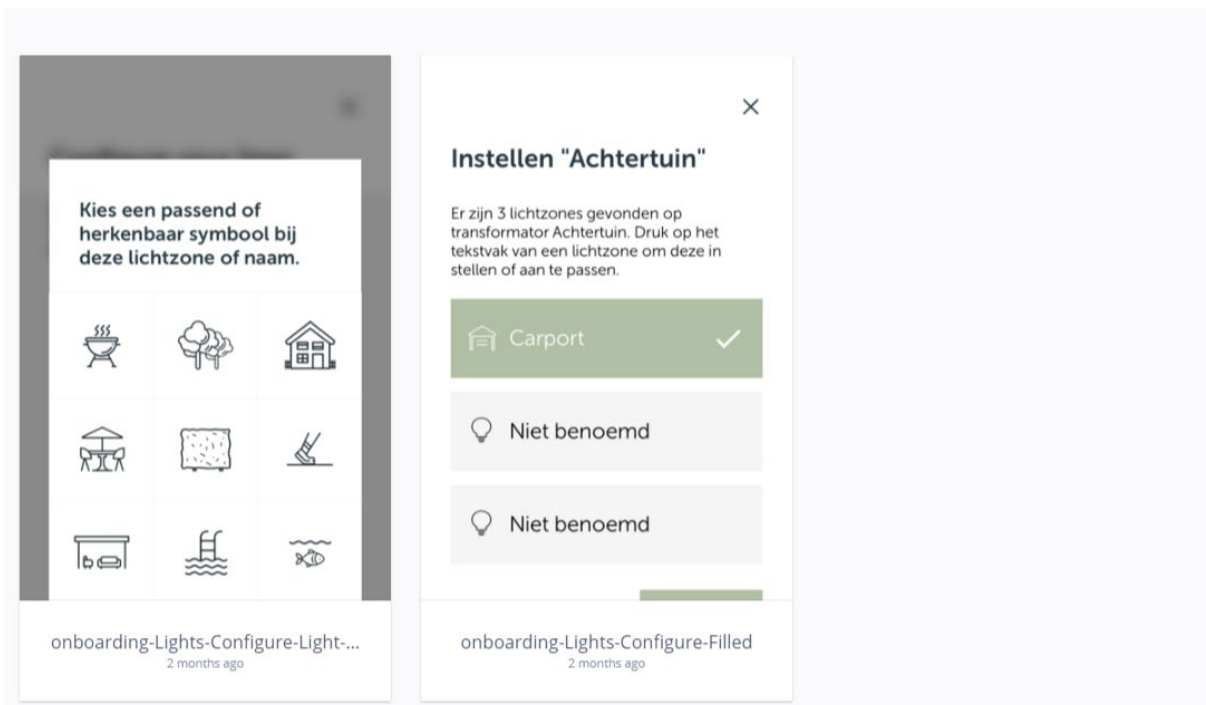 Kies een passend of
herkenbaar symbool bij
deze lichtzone of naam.
onboarding-Lights-Configure-Light-...
2 months ago
Instellen "Achtertuin"
Er zijn 3 lichtzones gevonden op
transformator Achtertuin. Druk op het
tekstvak van een lichtzone om deze in
stellen of aan te passen.
Carport
Niet benoemd
Niet benoemd
onboarding-Lights-Configure-Filled
2 months ago